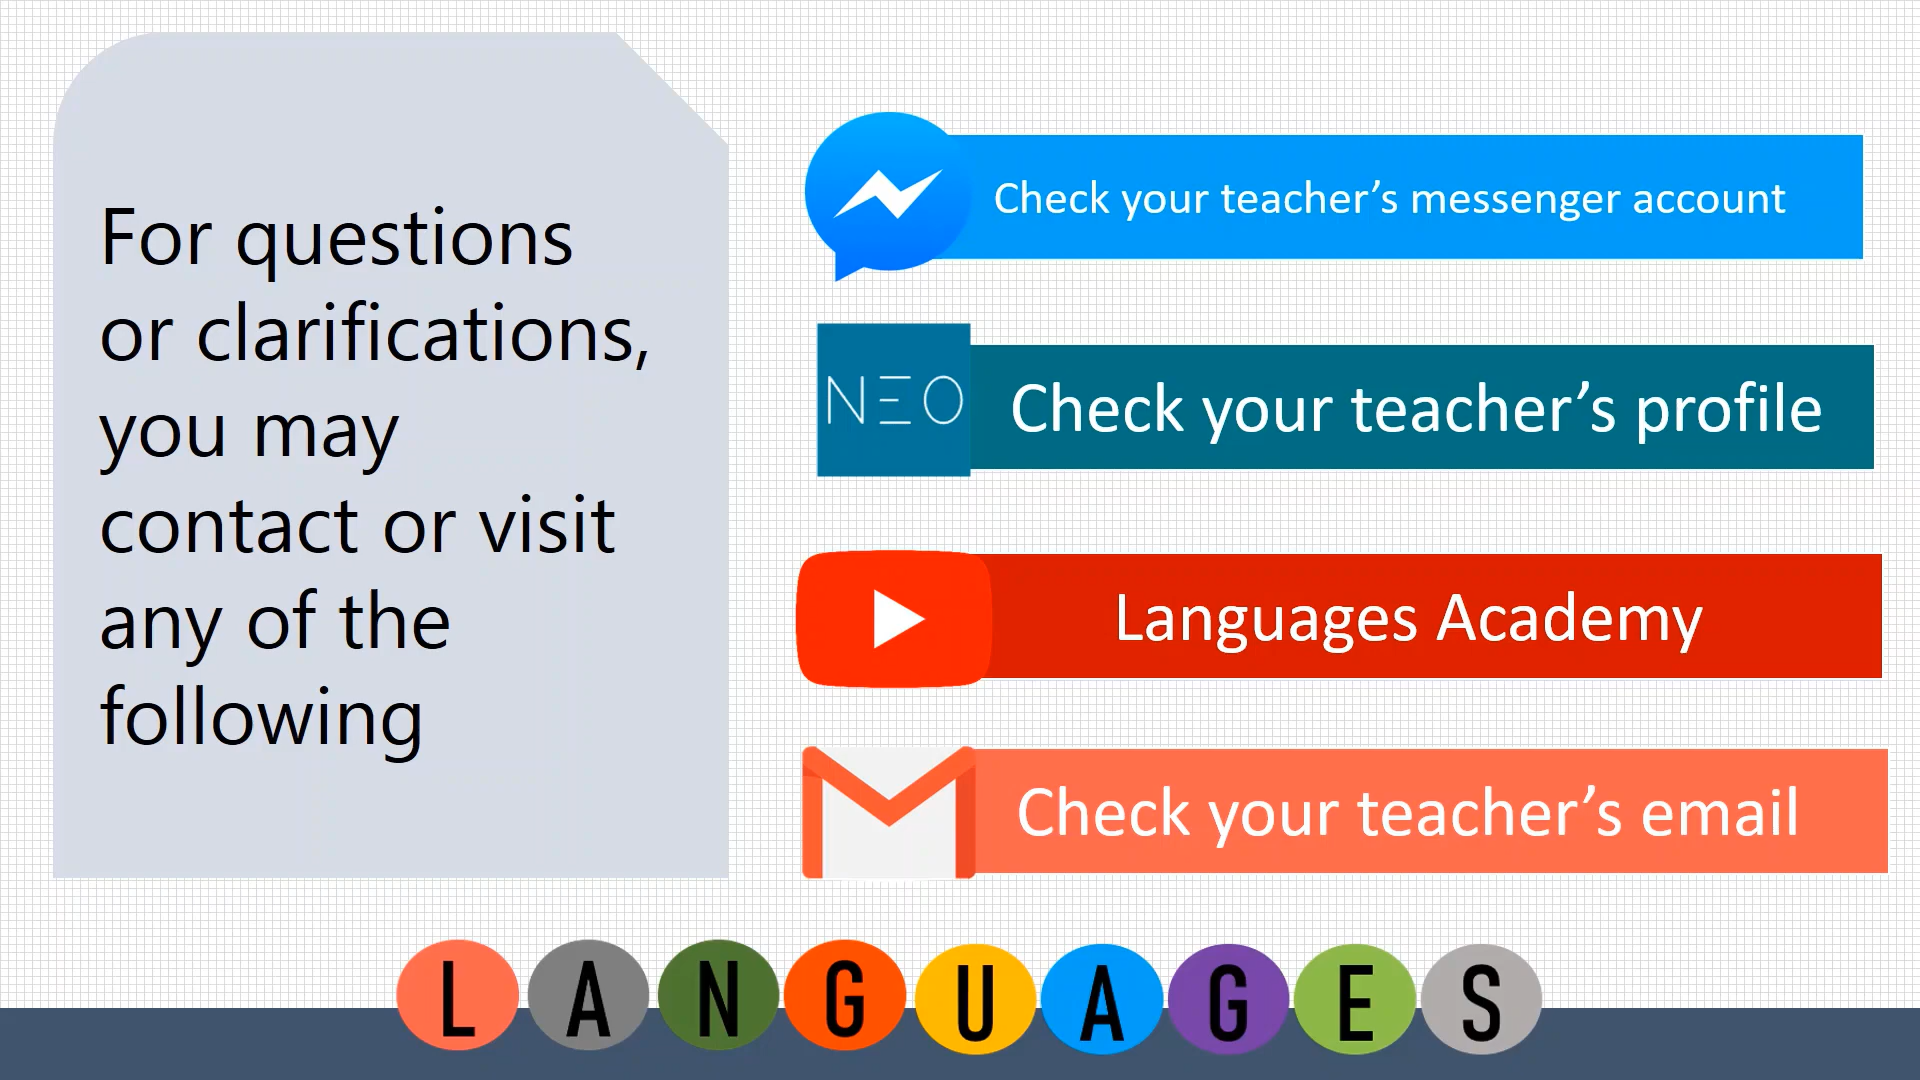 For questions
or clarifications,
you may
contact or visit
any of the
following
Check your teacher’s messenger account
NEO
Check your teacher’s profile
Languages Academy
Check your teacher’s email
LANGUAGES